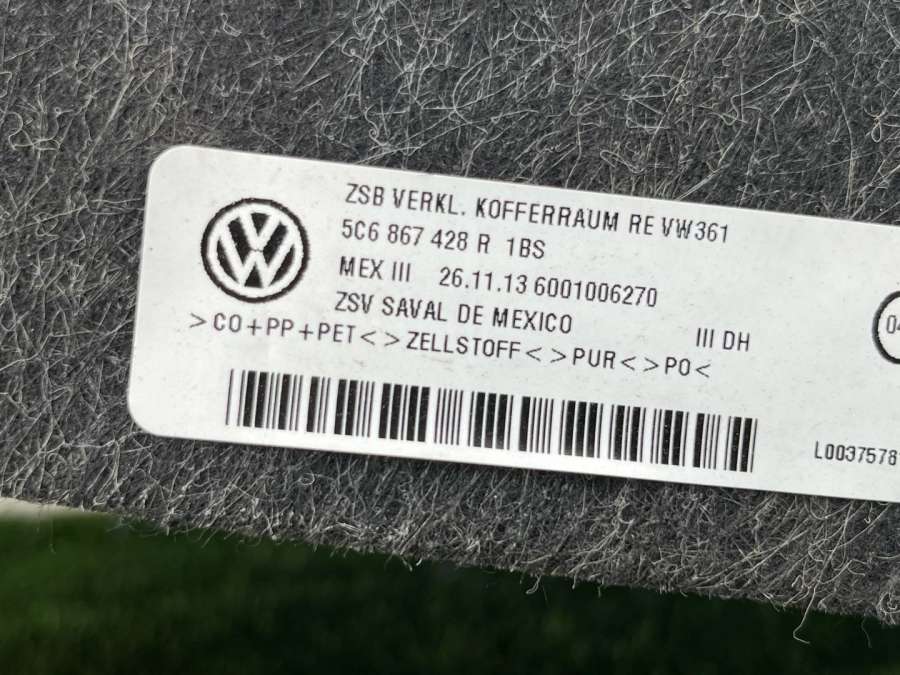 ZSB VERKL. KOFFERRAUM RE VW361
5C6 867 428 R 1BS
MEX III 26.11.13 6001006270
ZSV SAVAL DE MEXICO
III DH
>CO+PP+PET<>ZELLSTOFF<>PUR<>PO<